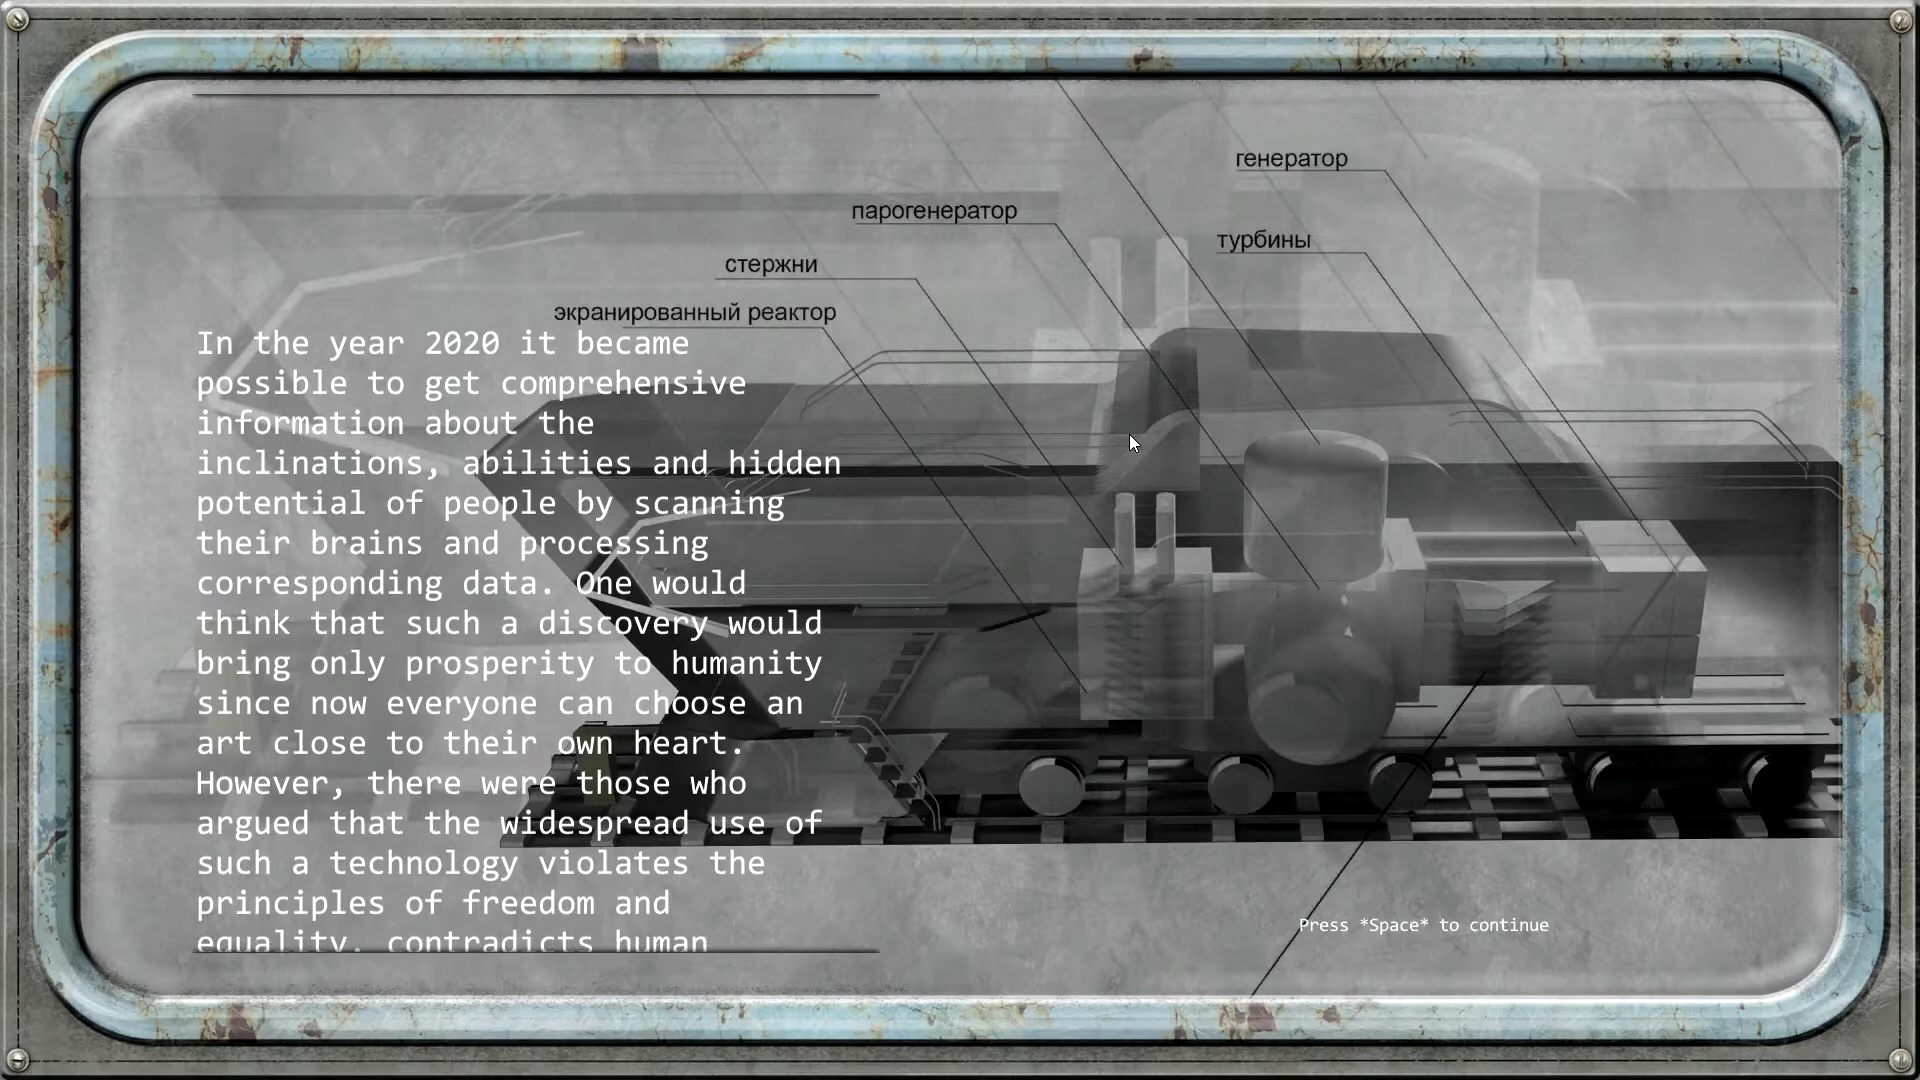 генератор
парогенератор
турбины
стержни
экранированный реактор
In the year 2020 it became
possible to get comprehensive
information about the
inclinations, abilities and hidden
potential of people by scanning
their brains and processing
corresponding data. One would
think that such a discovery would
bring only prosperity to humanity
since now everyone can choose an
art close to their own heart.
However, there were those who
argued that the widespread use of
such a technology violates the
principles of freedom and
equality, contradicts human
Press *Space* to continue